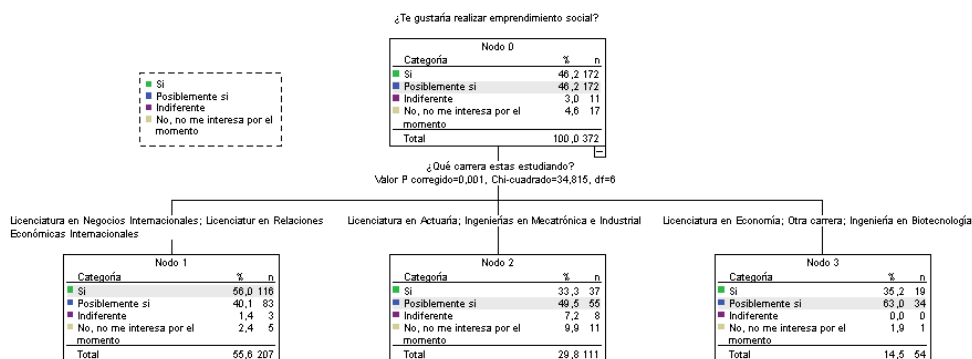 ¿Te gustaría realizar emprendimiento social?
Nodo 0
Categoría % n
Si 46,2 172
Posiblemente si 46,2 172
Indiferente 3,0 11
No, no me interesa por el momento 4,6 17
Total 100,0 372
Si
Posiblemente si
Indiferente
No, no me interesa por el
momento
¿Qué carrera estas estudiando?
Valor P corregido=0,001, Chi-cuadrado=34,815, df=6
Licenciatura en Negocios Internacionales; Licenciatur en Relaciones
Económicas Internacionales
Nodo 1
Categoría % n
Si 56,0 116
Posiblemente si 40,1 83
Indiferente 1,4 3
No, no me interesa por el 2,4 5
momento
Total 55,6 207
Licenciatura en Actuaría; Ingenierías en Mecatrónica e Industrial
Nodo 2
Categoría % n
Si 33,3 37
Posiblemente si 49,5 55
Indiferente 7,2 8
No, no me interesa por el 9,9 11
momento
Total 29,8 111
Licenciatura en Economía; Otra carrera; Ingeniería en Biotecnología
Nodo 3
Categoría % n
Si 35,2 19
Posiblemente si 63,0 34
Indiferente 0,0 0
No, no me interesa por el 1,9 1
momento
Total 14,5 54